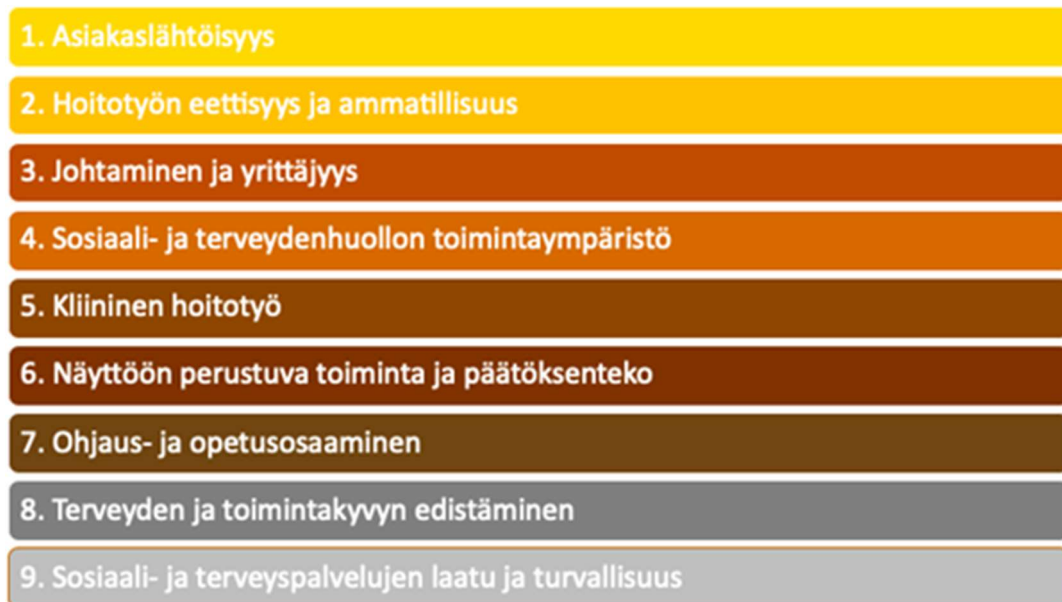 1. Asiakaslähtöisyys
2. Hoitotyön eettisyys ja ammatillisuus
3. Johtaminen ja yrittäjyys
4. Sosiaali- ja terveydenhuollon toimintaympäristö
5. Kliininen hoitotyö
6. Näyttöön perustuva toiminta ja päätöksenteko
7. Ohjaus- ja opetusosaaminen
8. Terveyden ja toimintakyvyn edistäminen
9. Sosiaali- ja terveyspalvelujen laatu ja turvallisuus